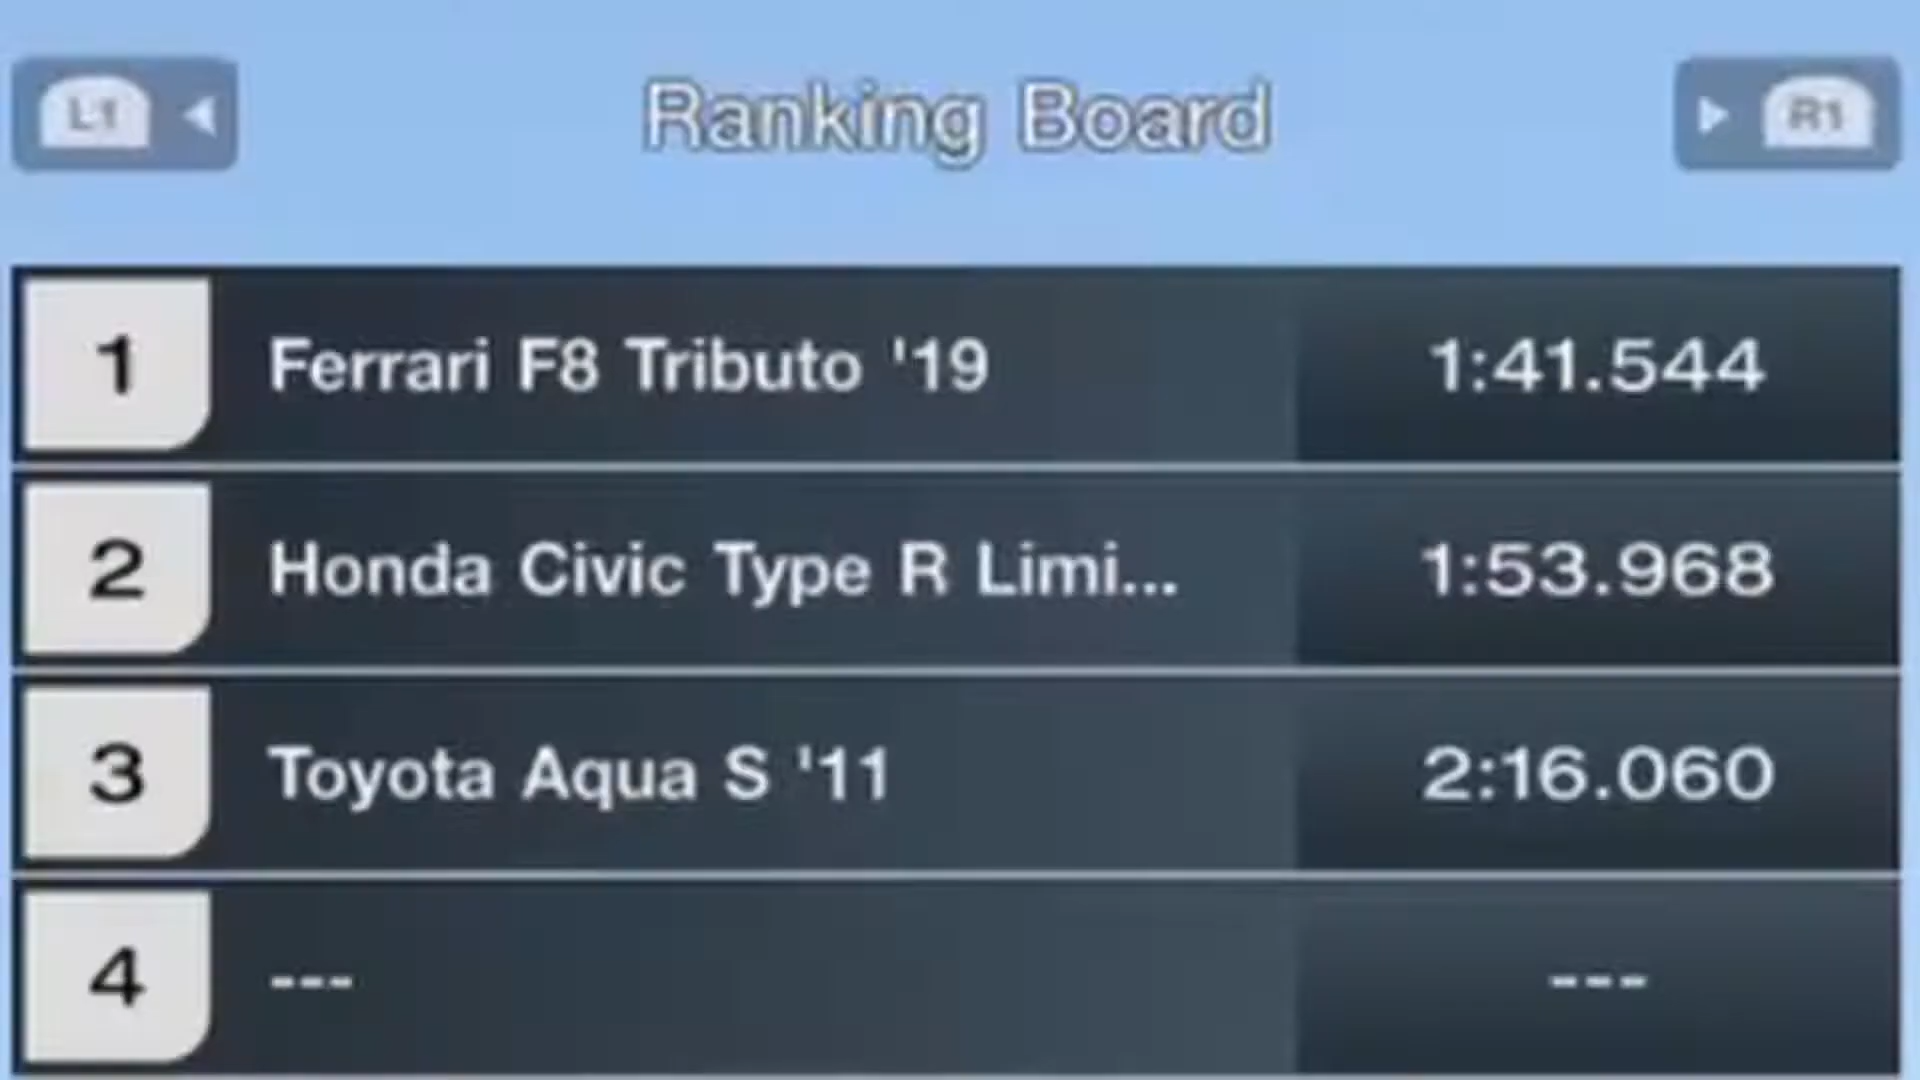 L1
Ranking Board
R1
1 Ferrari F8 Tributo '19 1:41.544
2 Honda Civic Type R Limi... 1:53.968
3 Toyota Aqua S '11 2:16.060
4 --- ---